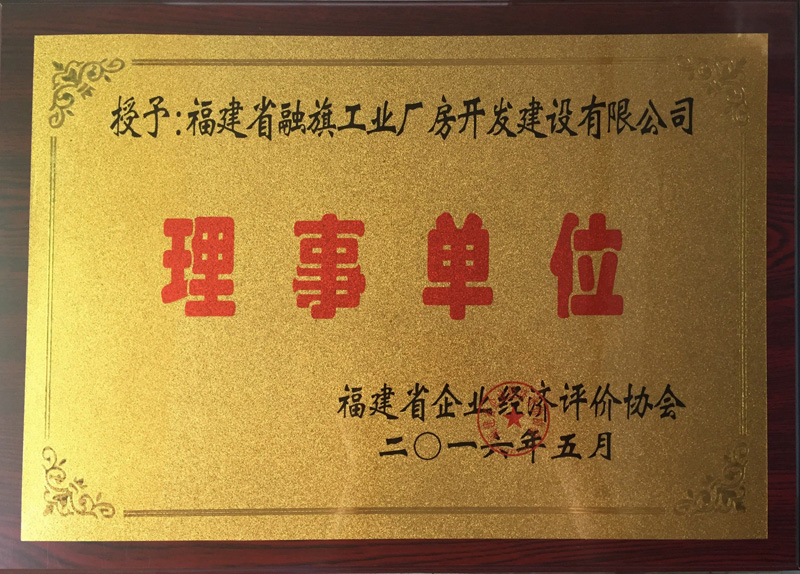 授予:福建省融旗工业厂房开发建设有限公司
理事单位
福建省企业经济评价协会
二〇一六年五月